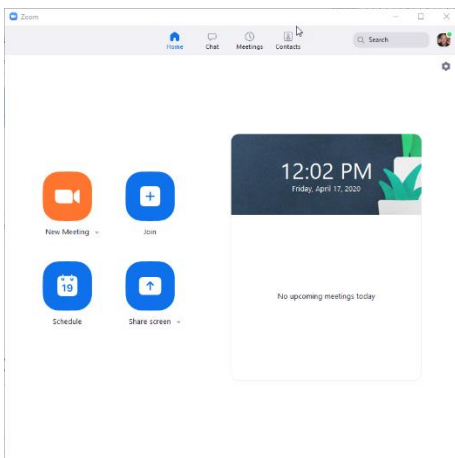 Zoom
Home Chat Meetings Contacts Search
12:02 PM
Friday, April 17, 2020
New Meeting Join
19
No upcoming meetings today
Schedule Share screen